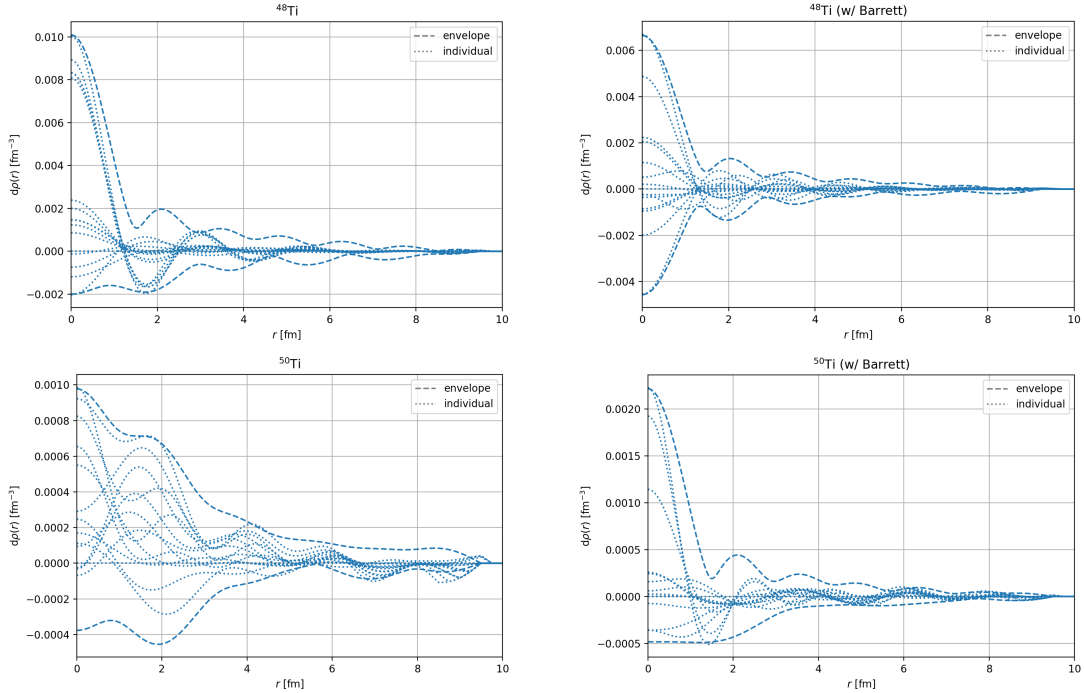 ⁴⁸Ti
dρ(r) [fm⁻³]
0.010
0.008
0.006
0.004
0.002
0.000
−0.002
0 2 4 6 8 10
r [fm]
envelope
individual
⁴⁸Ti (w/ Barrett)
dρ(r) [fm⁻³]
0.006
0.004
0.002
0.000
−0.002
−0.004
0 2 4 6 8 10
r [fm]
envelope
individual
⁵⁰Ti
dρ(r) [fm⁻³]
0.0010
0.0008
0.0006
0.0004
0.0002
0.0000
−0.0002
−0.0004
0 2 4 6 8 10
r [fm]
envelope
individual
⁵⁰Ti (w/ Barrett)
dρ(r) [fm⁻³]
0.0020
0.0015
0.0010
0.0005
0.0000
−0.0005
0 2 4 6 8 10
r [fm]
envelope
individual